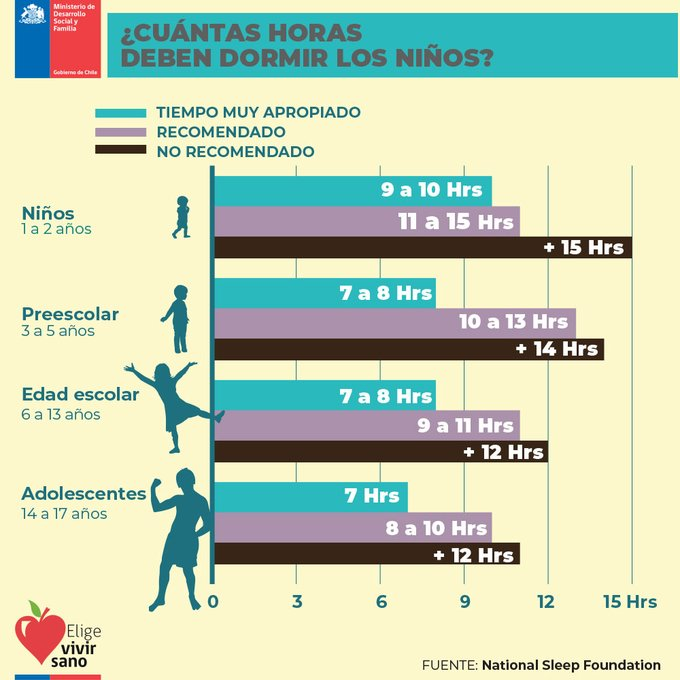 Ministerio de
Desarrollo
Social y
Familia
Gobierno de Chile
¿CUÁNTAS HORAS
DEBEN DORMIR LOS NIÑOS?
TIEMPO MUY APROPIADO
RECOMENDADO
NO RECOMENDADO
Niños
1 a 2 años
9 a 10 Hrs
11 a 15 Hrs
+ 15 Hrs
Preescolar
3 a 5 años
7 a 8 Hrs
10 a 13 Hrs
+ 14 Hrs
Edad escolar
6 a 13 años
7 a 8 Hrs
9 a 11 Hrs
+ 12 Hrs
Adolescentes
14 a 17 años
7 Hrs
8 a 10 Hrs
+ 12 Hrs
0 3 6 9 12 15 Hrs
Elige
vivir
sano
FUENTE: National Sleep Foundation